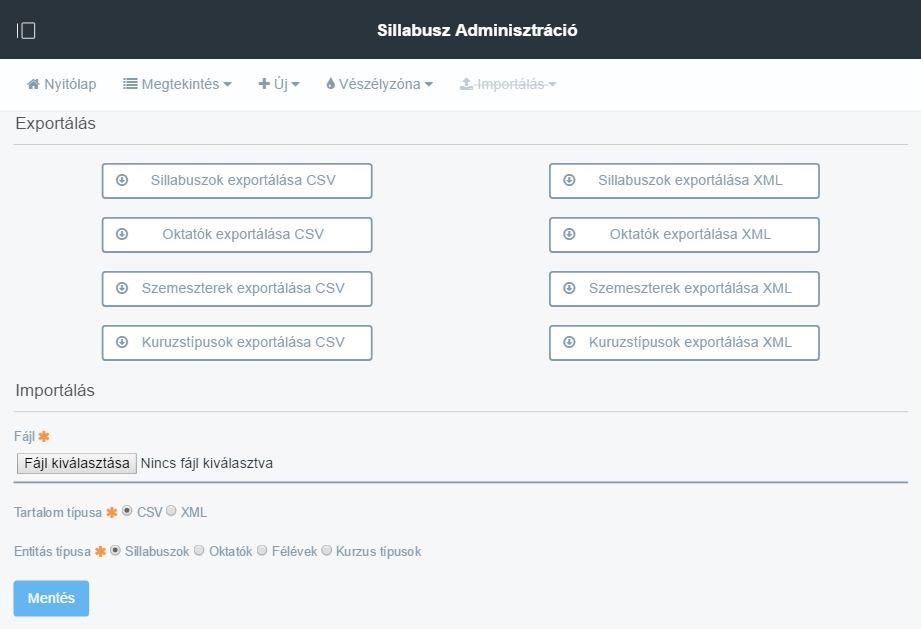 Sillabusz Adminisztráció
Nyitólap Megtekintés Új Vészélyzóna Importálás
Exportálás
Sillabuszok exportálása CSV Sillabuszok exportálása XML
Oktatók exportálása CSV Oktatók exportálása XML
Szemeszterek exportálása CSV Szemeszterek exportálása XML
Kuruzstípusok exportálása CSV Kuruzstípusok exportálása XML
Importálás
Fájl
Fájl kiválasztása Nincs fájl kiválasztva
Tartalom típusa CSV XML
Entitás típusa Sillabuszok Oktatók Félévek Kurzus típusok
Mentés